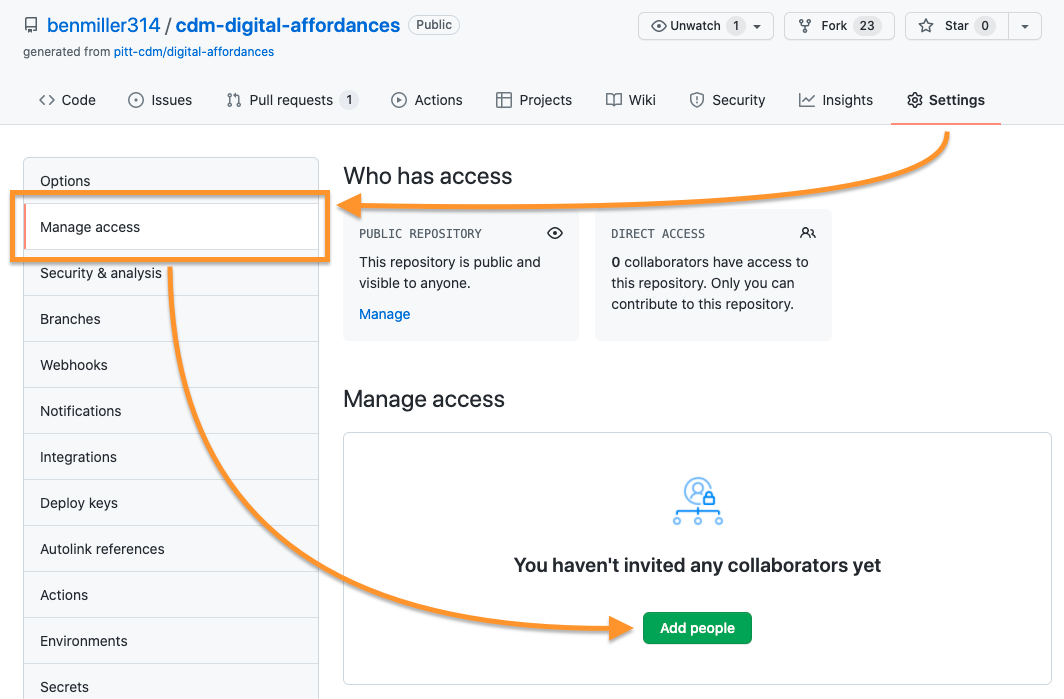 benmiller314 / cdm-digital-affordances Public
Unwatch 1 Fork 23 Star 0
generated from pitt-cdm/digital-affordances
Code Issues Pull requests 1 Actions Projects Wiki Security Insights Settings
Options
Manage access
Security & analysis
Branches
Webhooks
Notifications
Integrations
Deploy keys
Autolink references
Actions
Environments
Secrets
Who has access
PUBLIC REPOSITORY
This repository is public and
visible to anyone.
Manage
DIRECT ACCESS
0 collaborators have access to
this repository. Only you can
contribute to this repository.
Manage access
You haven't invited any collaborators yet
Add people